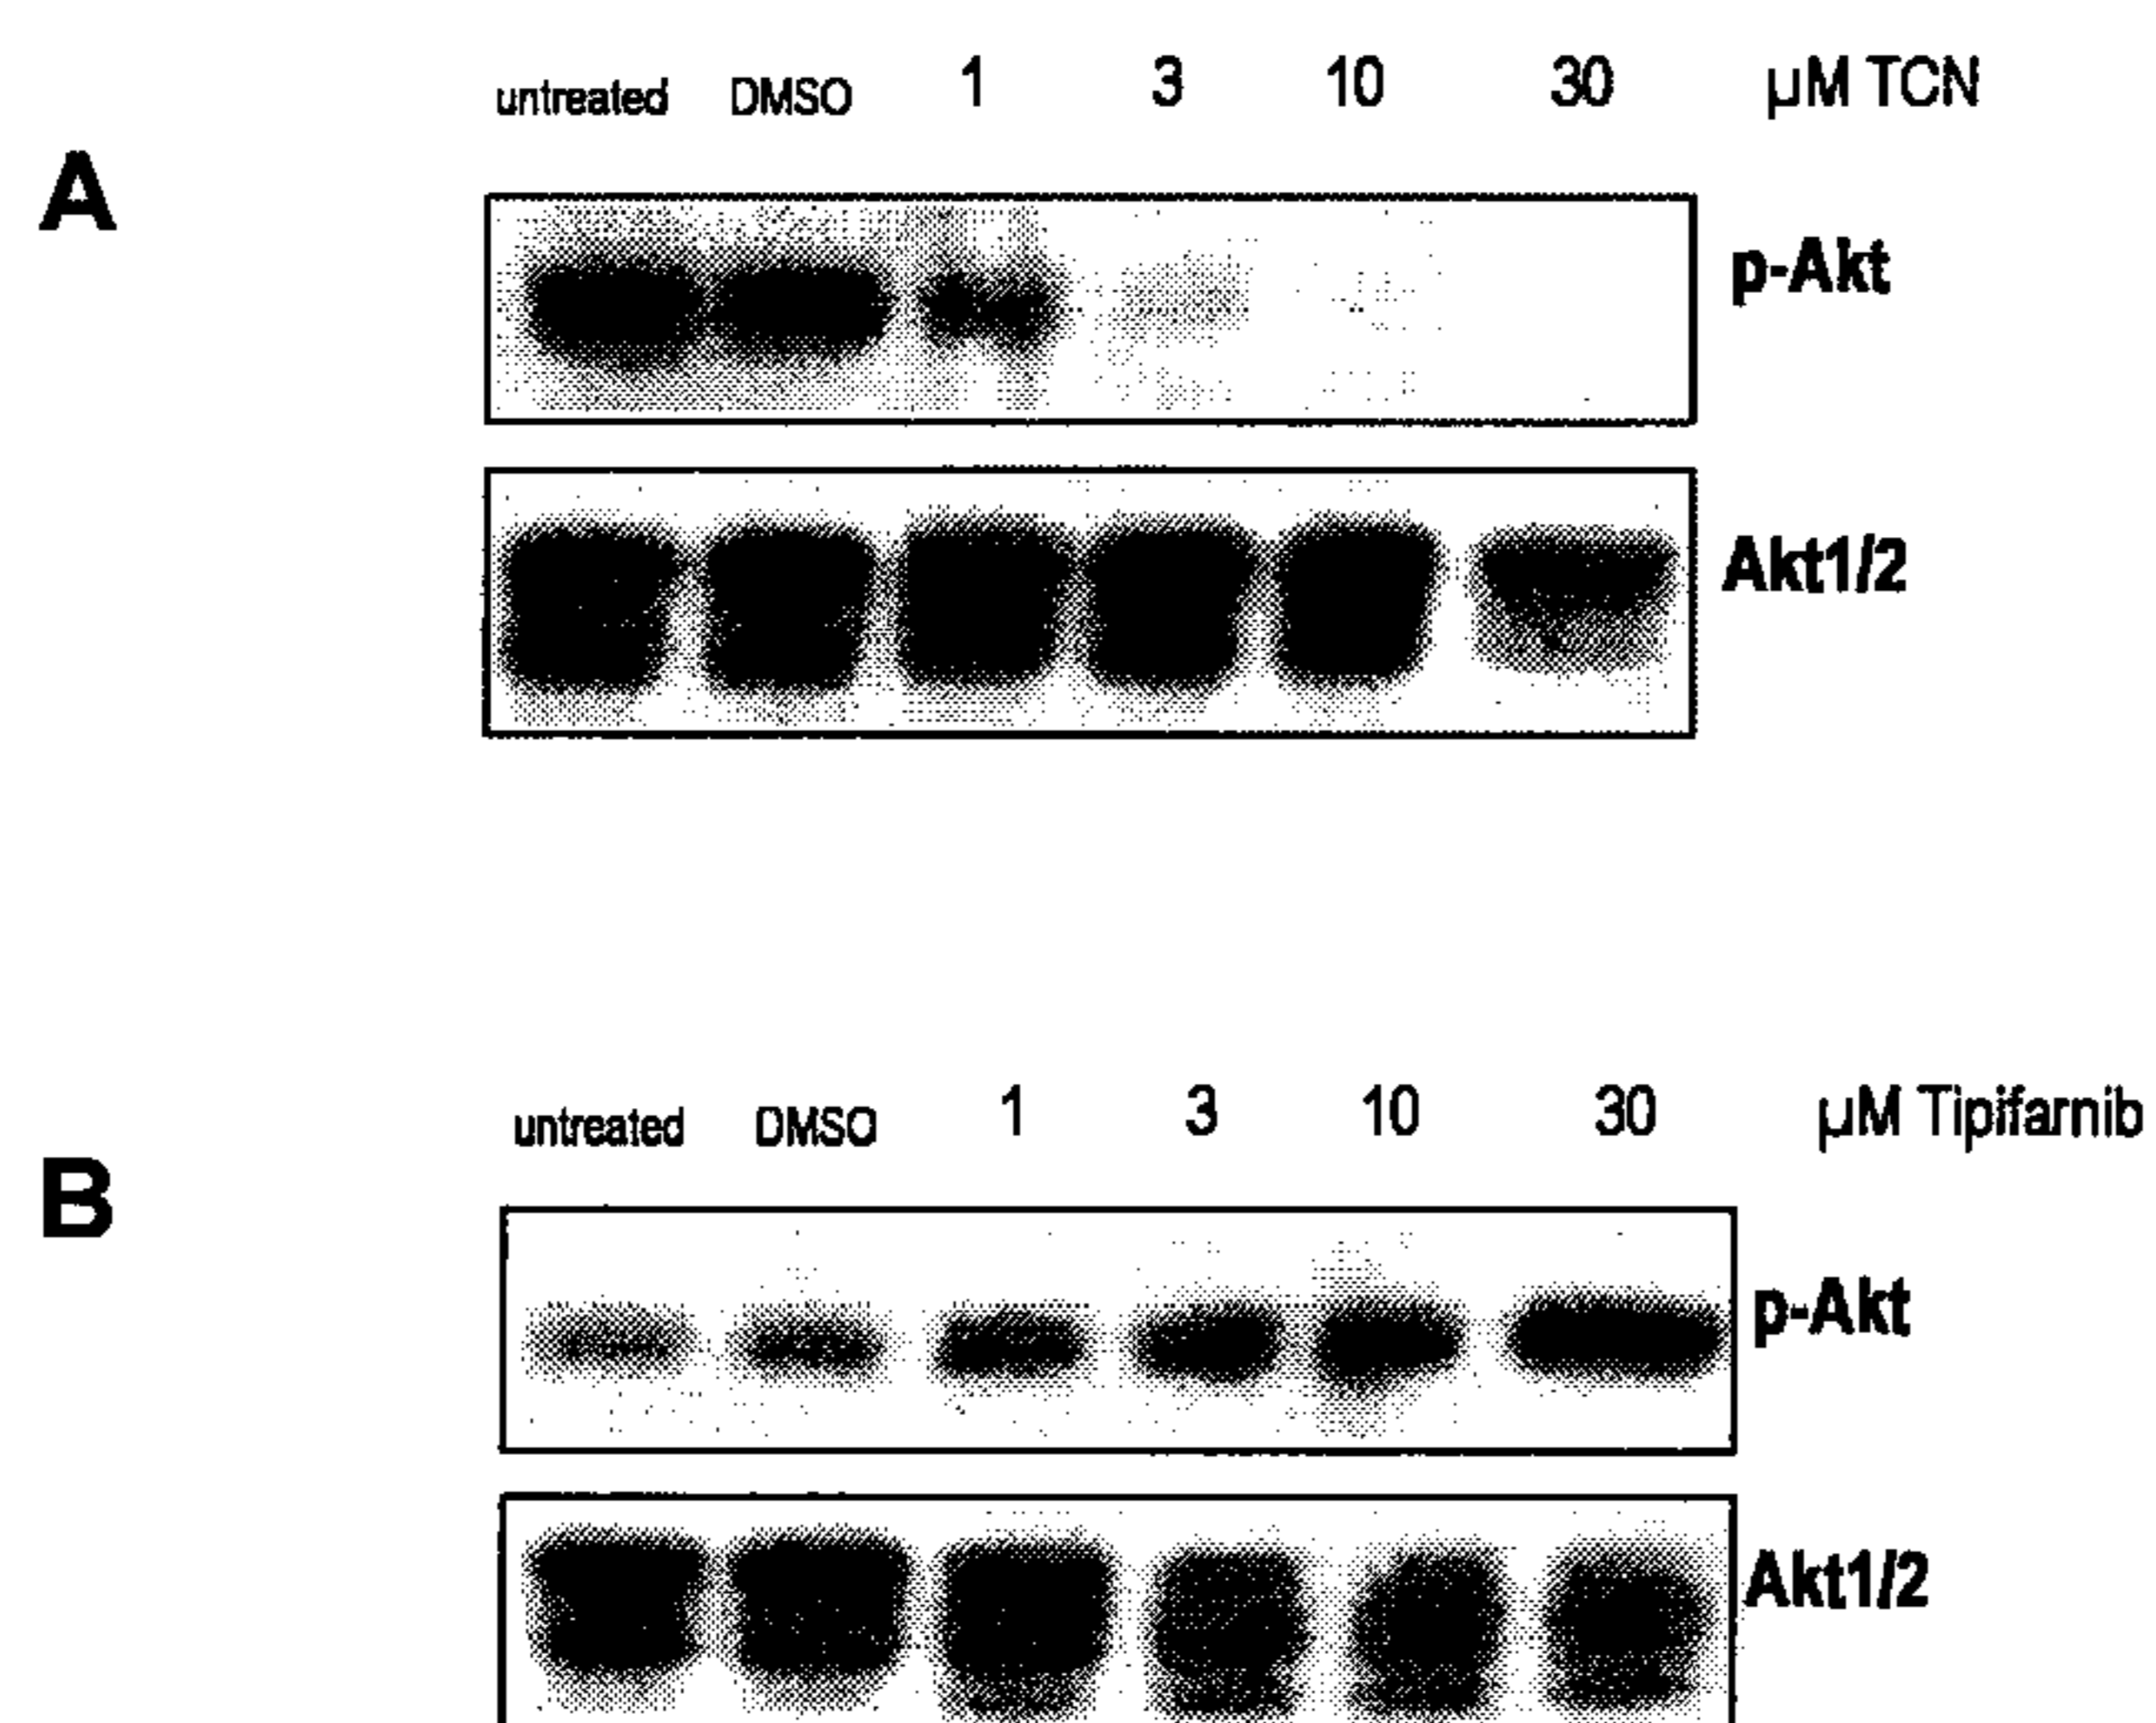 untreated DMSO 1 3 10 30 µM TCN
A
p-Akt
Akt1/2
untreated DMSO 1 3 10 30 µM Tipifarnib
B
p-Akt
Akt1/2